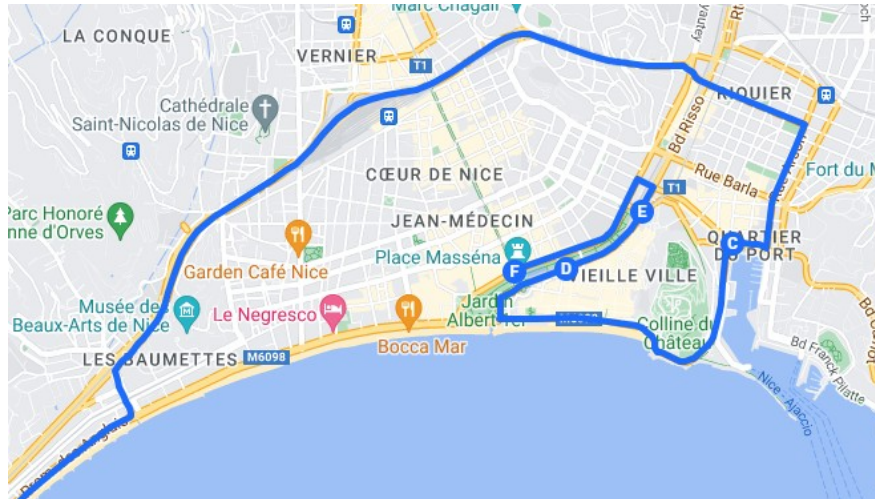 Marc Chagall
LA CONQUE
VERNIER
T1
Cathédrale
Saint-Nicolas de Nice
RIQUIER
Bd Risso
CŒUR DE NICE
Rue Barla
Fort du M
T1
Parc Honoré
nne d'Orves
JEAN-MÉDECIN
E
QUARTIER
DU PORT
C
Garden Café Nice
Place Masséna
F
D
VIEILLE VILLE
Musée des
Beaux-Arts de Nice
Le Negresco
Jardin
Bocca Mar
Colline du
Château
LES BAUMETTES
M6098
Bd Franck Pilatte
Nice - Ajaccio